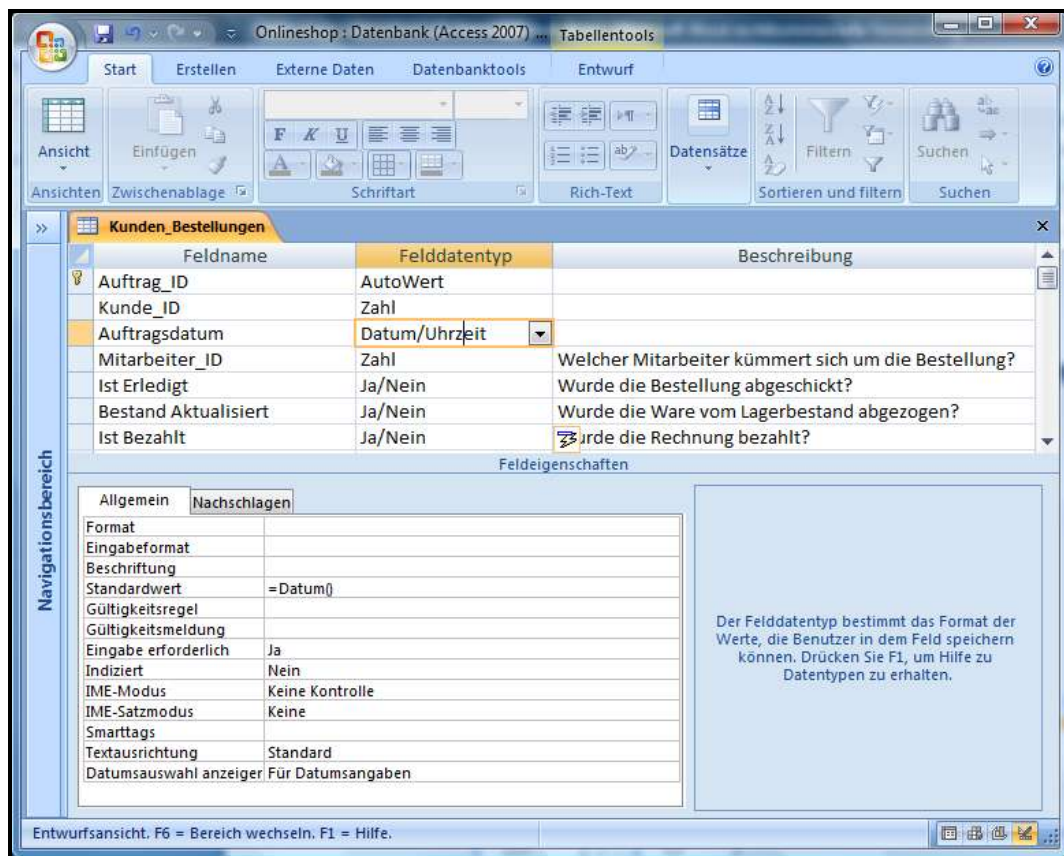 Onlineshop : Datenbank (Access 2007) ... Tabellentools
Start Erstellen Externe Daten Datenbanktools Entwurf
Ansicht Einfügen F K U Datensätze Filtern Suchen
Ansichten Zwischenablage Schriftart Rich-Text Sortieren und filtern Suchen
Kunden_Bestellungen
Feldname Felddatentyp Beschreibung
Auftrag_ID AutoWert
Kunde_ID Zahl
Auftragsdatum Datum/Uhrzeit
Mitarbeiter_ID Zahl Welcher Mitarbeiter kümmert sich um die Bestellung?
Ist Erledigt Ja/Nein Wurde die Bestellung abgeschickt?
Bestand Aktualisiert Ja/Nein Wurde die Ware vom Lagerbestand abgezogen?
Ist Bezahlt Ja/Nein urde die Rechnung bezahlt?
Navigationsbereich
Feldeigenschaften
Allgemein Nachschlagen
Format
Eingabeformat
Beschriftung
Standardwert =Datum()
Gültigkeitsregel
Gültigkeitsmeldung
Eingabe erforderlich Ja
Indiziert Nein
IME-Modus Keine Kontrolle
IME-Satzmodus Keine
Smarttags
Textausrichtung Standard
Datumsauswahl anzeiger Für Datumsangaben
Der Felddatentyp bestimmt das Format der
Werte, die Benutzer in dem Feld speichern
können. Drücken Sie F1, um Hilfe zu
Datentypen zu erhalten.
Entwurfsansicht. F6 = Bereich wechseln. F1 = Hilfe.